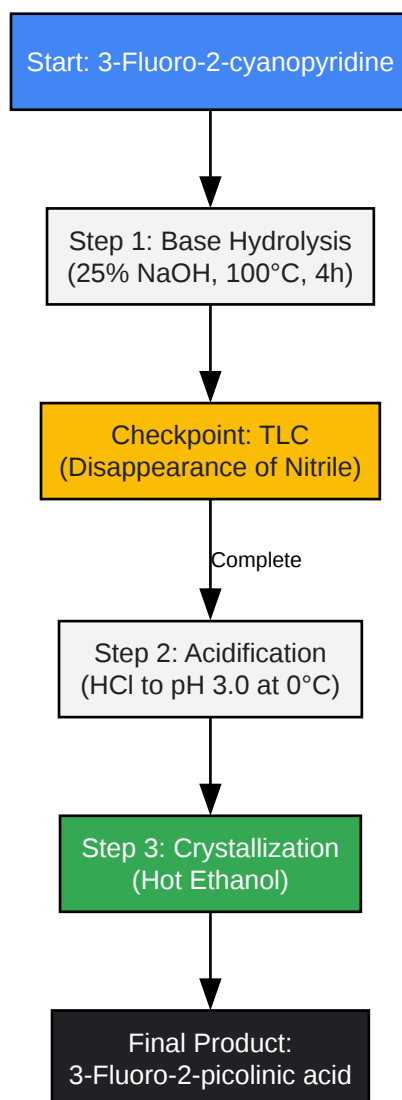 Start: 3-Fluoro-2-cyanopyridine
Step 1: Base Hydrolysis
(25% NaOH, 100°C, 4h)
Checkpoint: TLC
(Disappearance of Nitrile)
Complete
Step 2: Acidification
(HCl to pH 3.0 at 0°C)
Step 3: Crystallization
(Hot Ethanol)
Final Product:
3-Fluoro-2-picolinic acid